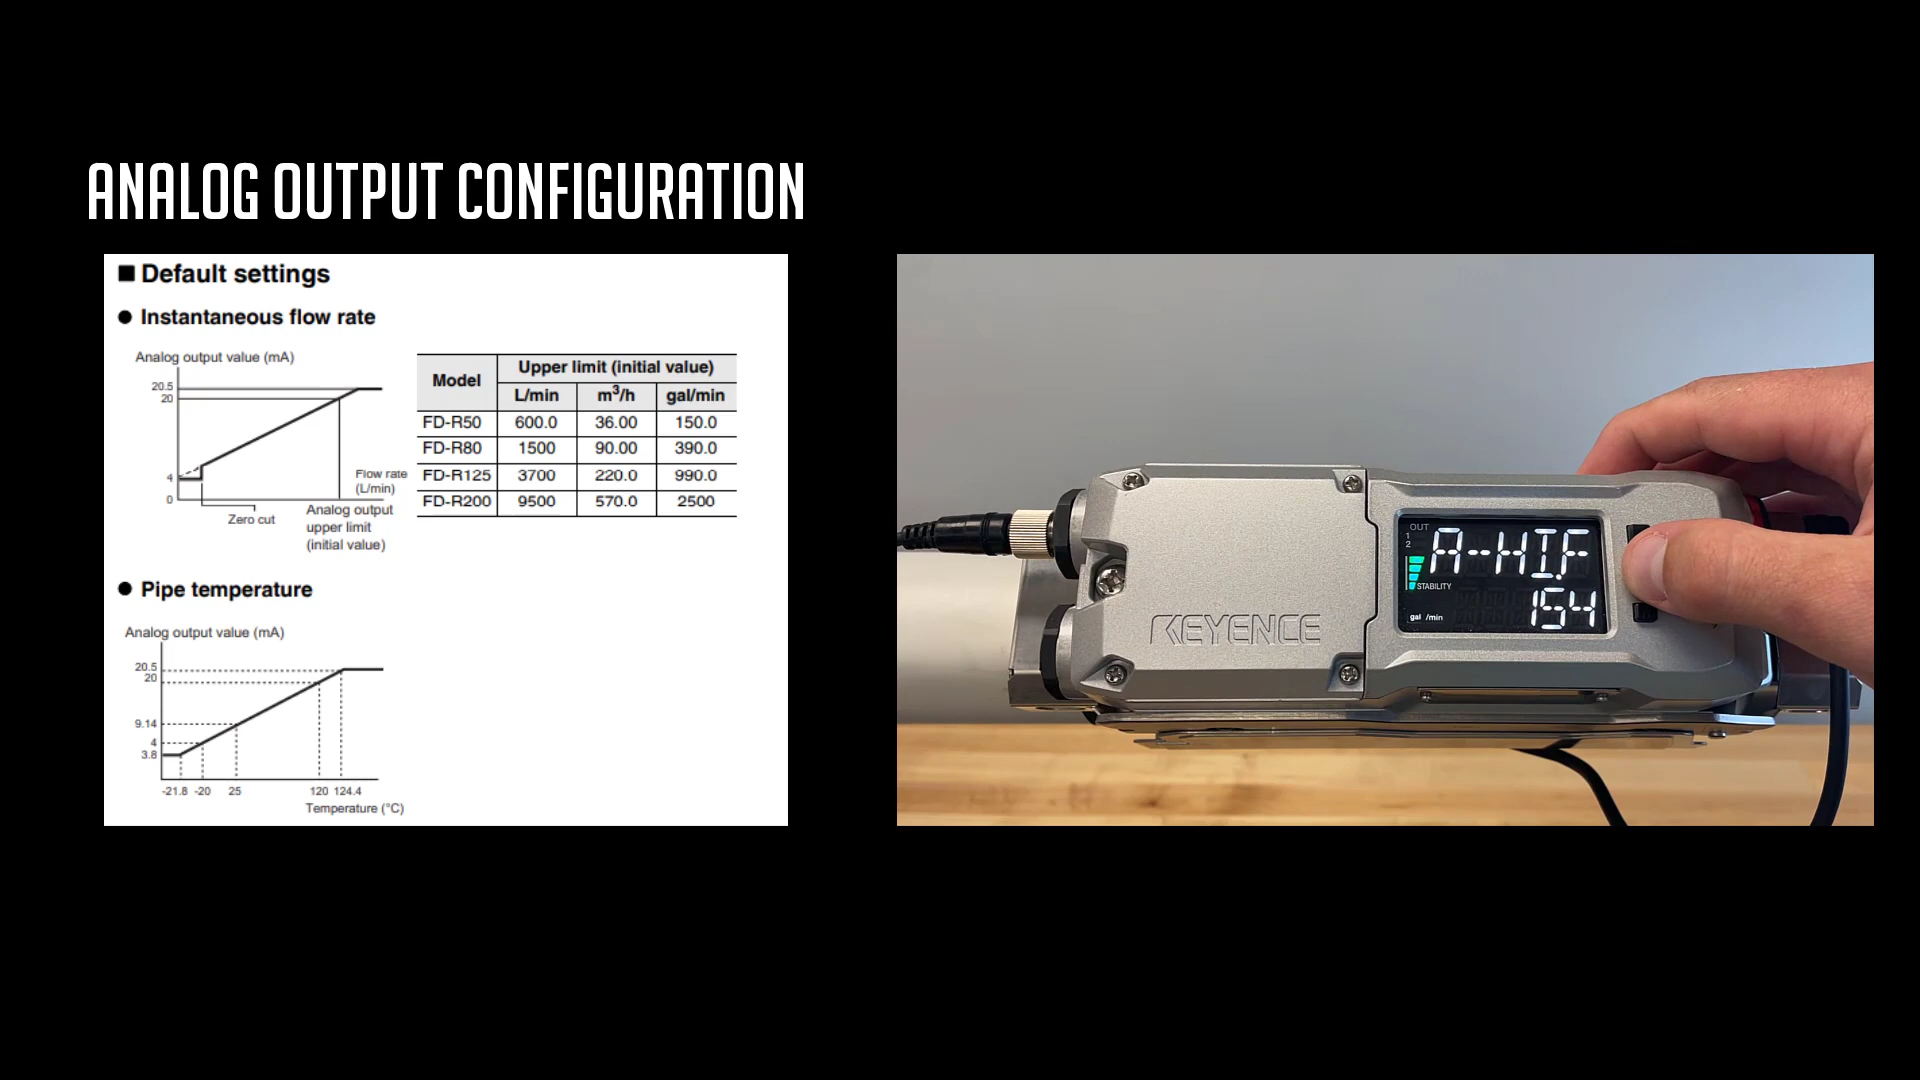 ANALOG OUTPUT CONFIGURATION
■ Default settings
● Instantaneous flow rate
Analog output value (mA)
20.5
20
4
0
Zero cut
Flow rate
(L/min)
Analog output
upper limit
(initial value)
Model Upper limit (initial value)
L/min m³/h gal/min
FD-R50 600.0 36.00 150.0
FD-R80 1500 90.00 390.0
FD-R125 3700 220.0 990.0
FD-R200 9500 570.0 2500
● Pipe temperature
Analog output value (mA)
20.5
20
9.14
4
3.8
-21.8 -20 25 120 124.4
Temperature (°C)
KEYENCE
OUT
1
2
A-HI.F
STABILITY
154
gal /min